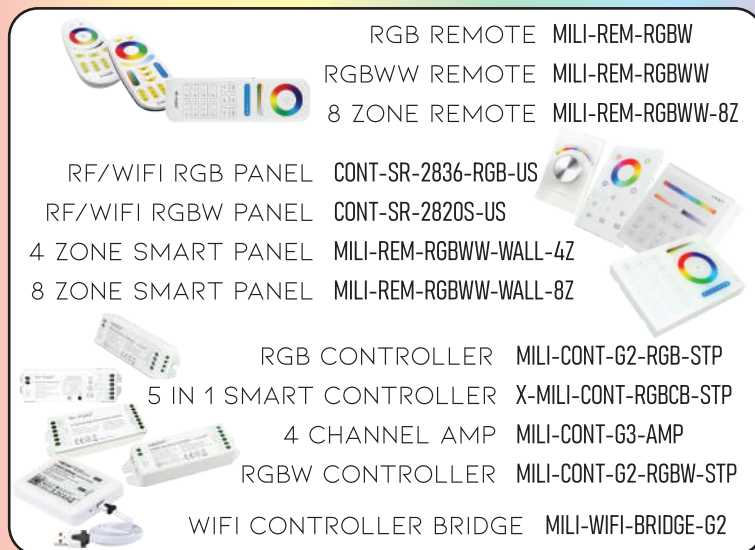 RGB REMOTE MILI-REM-RGBW
RGBWW REMOTE MILI-REM-RGBWW
8 ZONE REMOTE MILI-REM-RGBWW-8Z
RF/WIFI RGB PANEL CONT-SR-2836-RGB-US
RF/WIFI RGBW PANEL CONT-SR-2820S-US
4 ZONE SMART PANEL MILI-REM-RGBWW-WALL-4Z
8 ZONE SMART PANEL MILI-REM-RGBWW-WALL-8Z
RGB CONTROLLER MILI-CONT-G2-RGB-STP
5 IN 1 SMART CONTROLLER X-MILI-CONT-RGBCB-STP
4 CHANNEL AMP MILI-CONT-G3-AMP
RGBW CONTROLLER MILI-CONT-G2-RGBW-STP
WIFI CONTROLLER BRIDGE MILI-WIFI-BRIDGE-G2